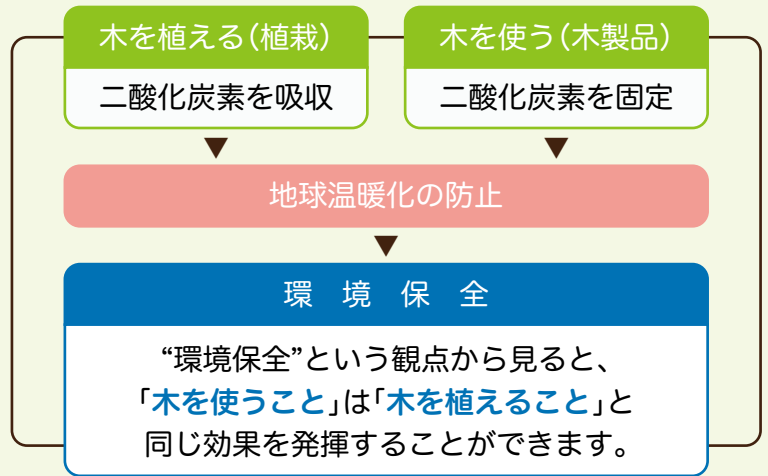 木を植える(植栽)
二酸化炭素を吸収
木を使う(木製品)
二酸化炭素を固定
地球温暖化の防止
環 境 保 全
“環境保全”という観点から見ると、
「木を使うこと」は「木を植えること」と
同じ効果を発揮することができます。